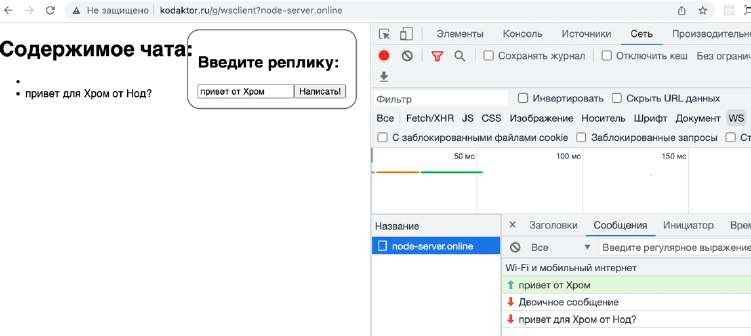 Не защищено kodaktor.ru/g/wsclient?node-server.online
Содержимое чата:
привет для Хром от Нод?
Введите реплику:
привет от Хром Написать!
Элементы Консоль Источники Сеть
Сохранять журнал Отключить кеш Без
Фильтр Инвертировать Скрыть URL данных
Все Fetch/XHR JS CSS Изображение Носитель Шрифт Документ WS
С заблокированными файлами cookie Заблокированные запросы
50 мс 100 мс 150 мс
Название
node-server.online
Заголовки Сообщения Инициатор
Все Введите регулярное выражение
Wi-Fi и мобильный интернет
привет от Хром
Двоичное сообщение
привет для Хром от Нод?